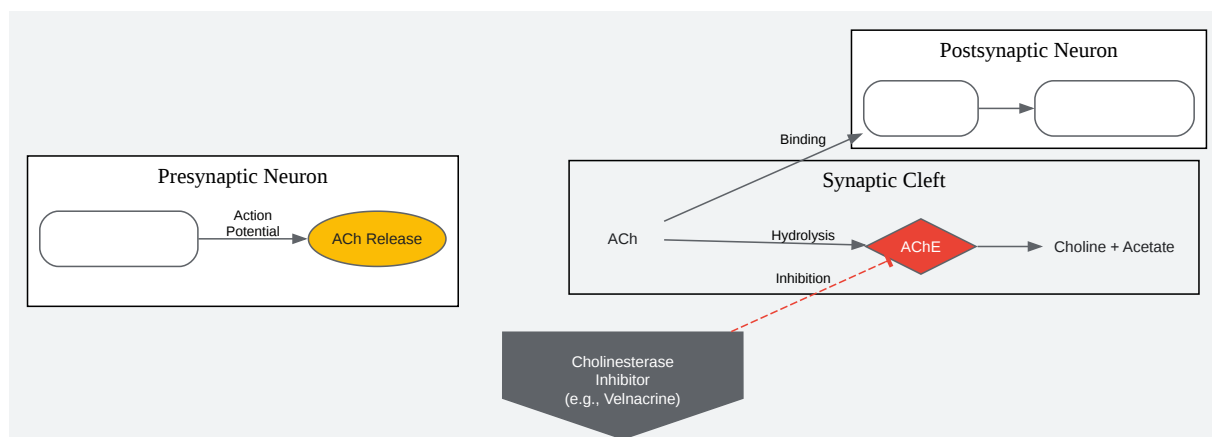 Postsynaptic Neuron
Binding
Presynaptic Neuron
Action
Potential
ACh Release
Synaptic Cleft
ACh
Hydrolysis
AChE
Choline + Acetate
Inhibition
Cholinesterase
Inhibitor
(e.g., Velnacrine)